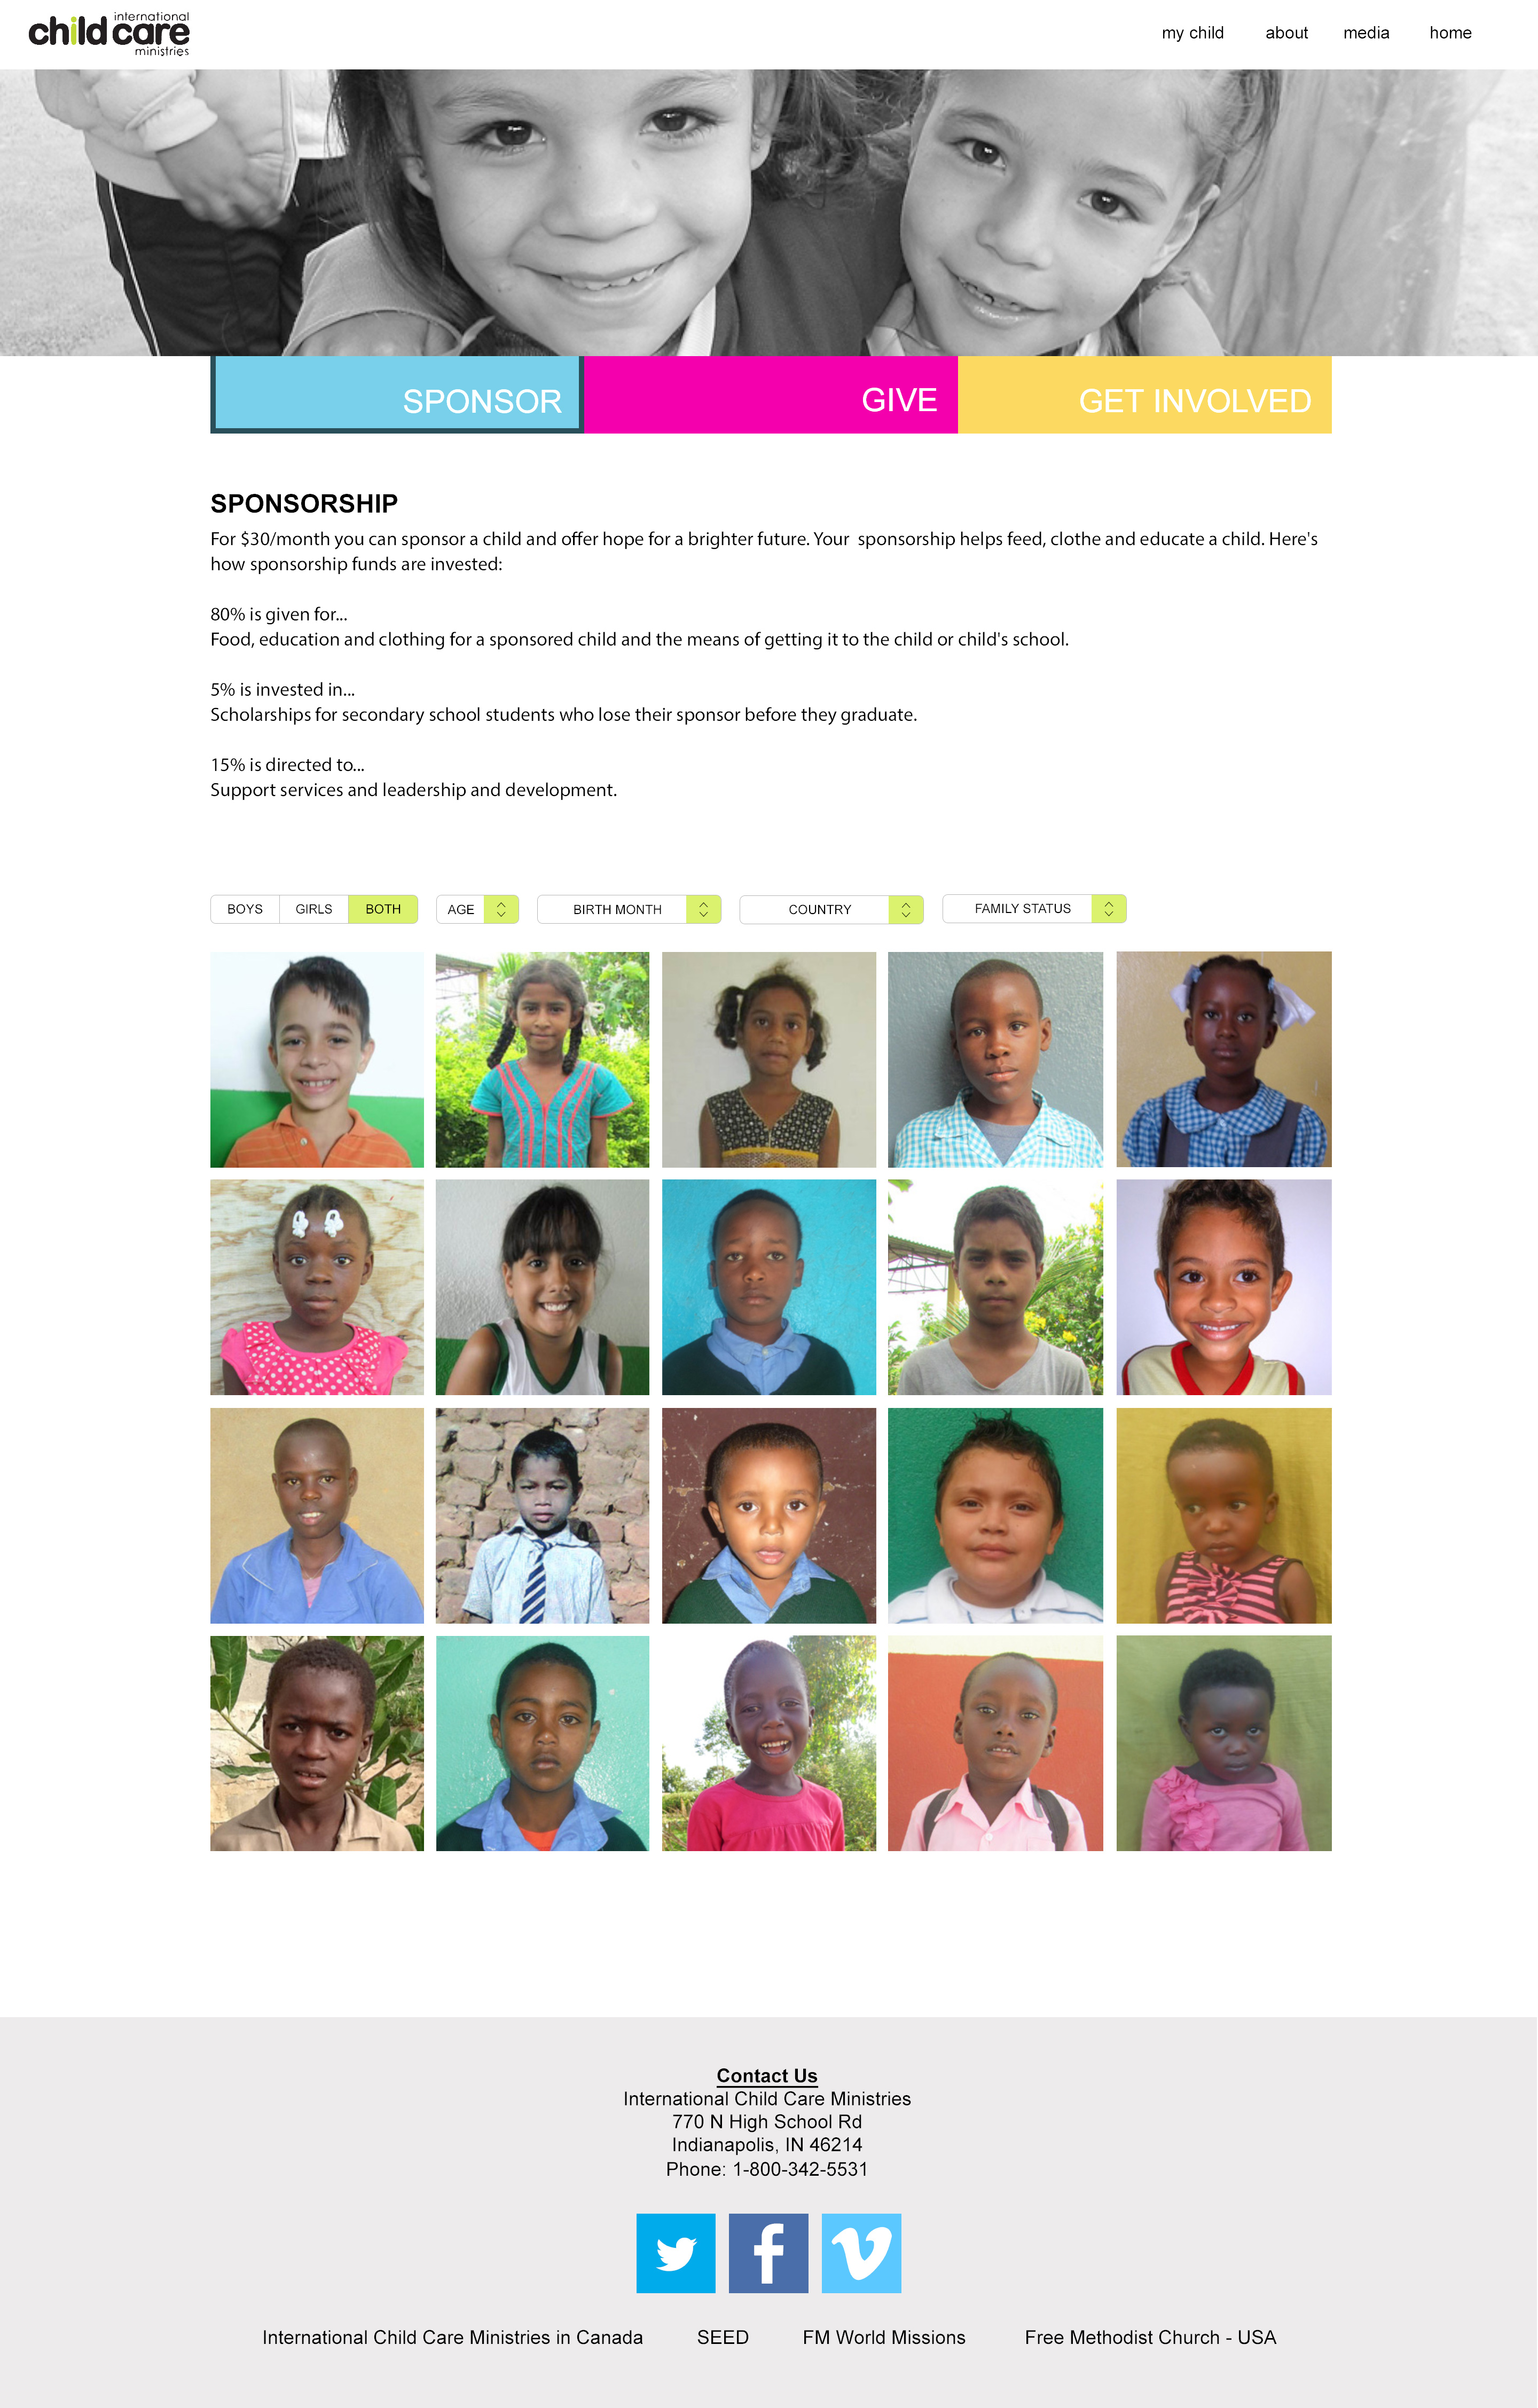 international
child care
ministries
my child about media home
SPONSOR GIVE GET INVOLVED
SPONSORSHIP
For $30/month you can sponsor a child and offer hope for a brighter future. Your  sponsorship helps feed, clothe and educate a child. Here's
how sponsorship funds are invested:
80% is given for...
Food, education and clothing for a sponsored child and the means of getting it to the child or child's school.
5% is invested in...
Scholarships for secondary school students who lose their sponsor before they graduate.
15% is directed to...
Support services and leadership and development.
BOYS GIRLS BOTH AGE BIRTH MONTH COUNTRY FAMILY STATUS
Contact Us
International Child Care Ministries
770 N High School Rd
Indianapolis, IN 46214
Phone: 1-800-342-5531
International Child Care Ministries in Canada SEED FM World Missions Free Methodist Church - USA